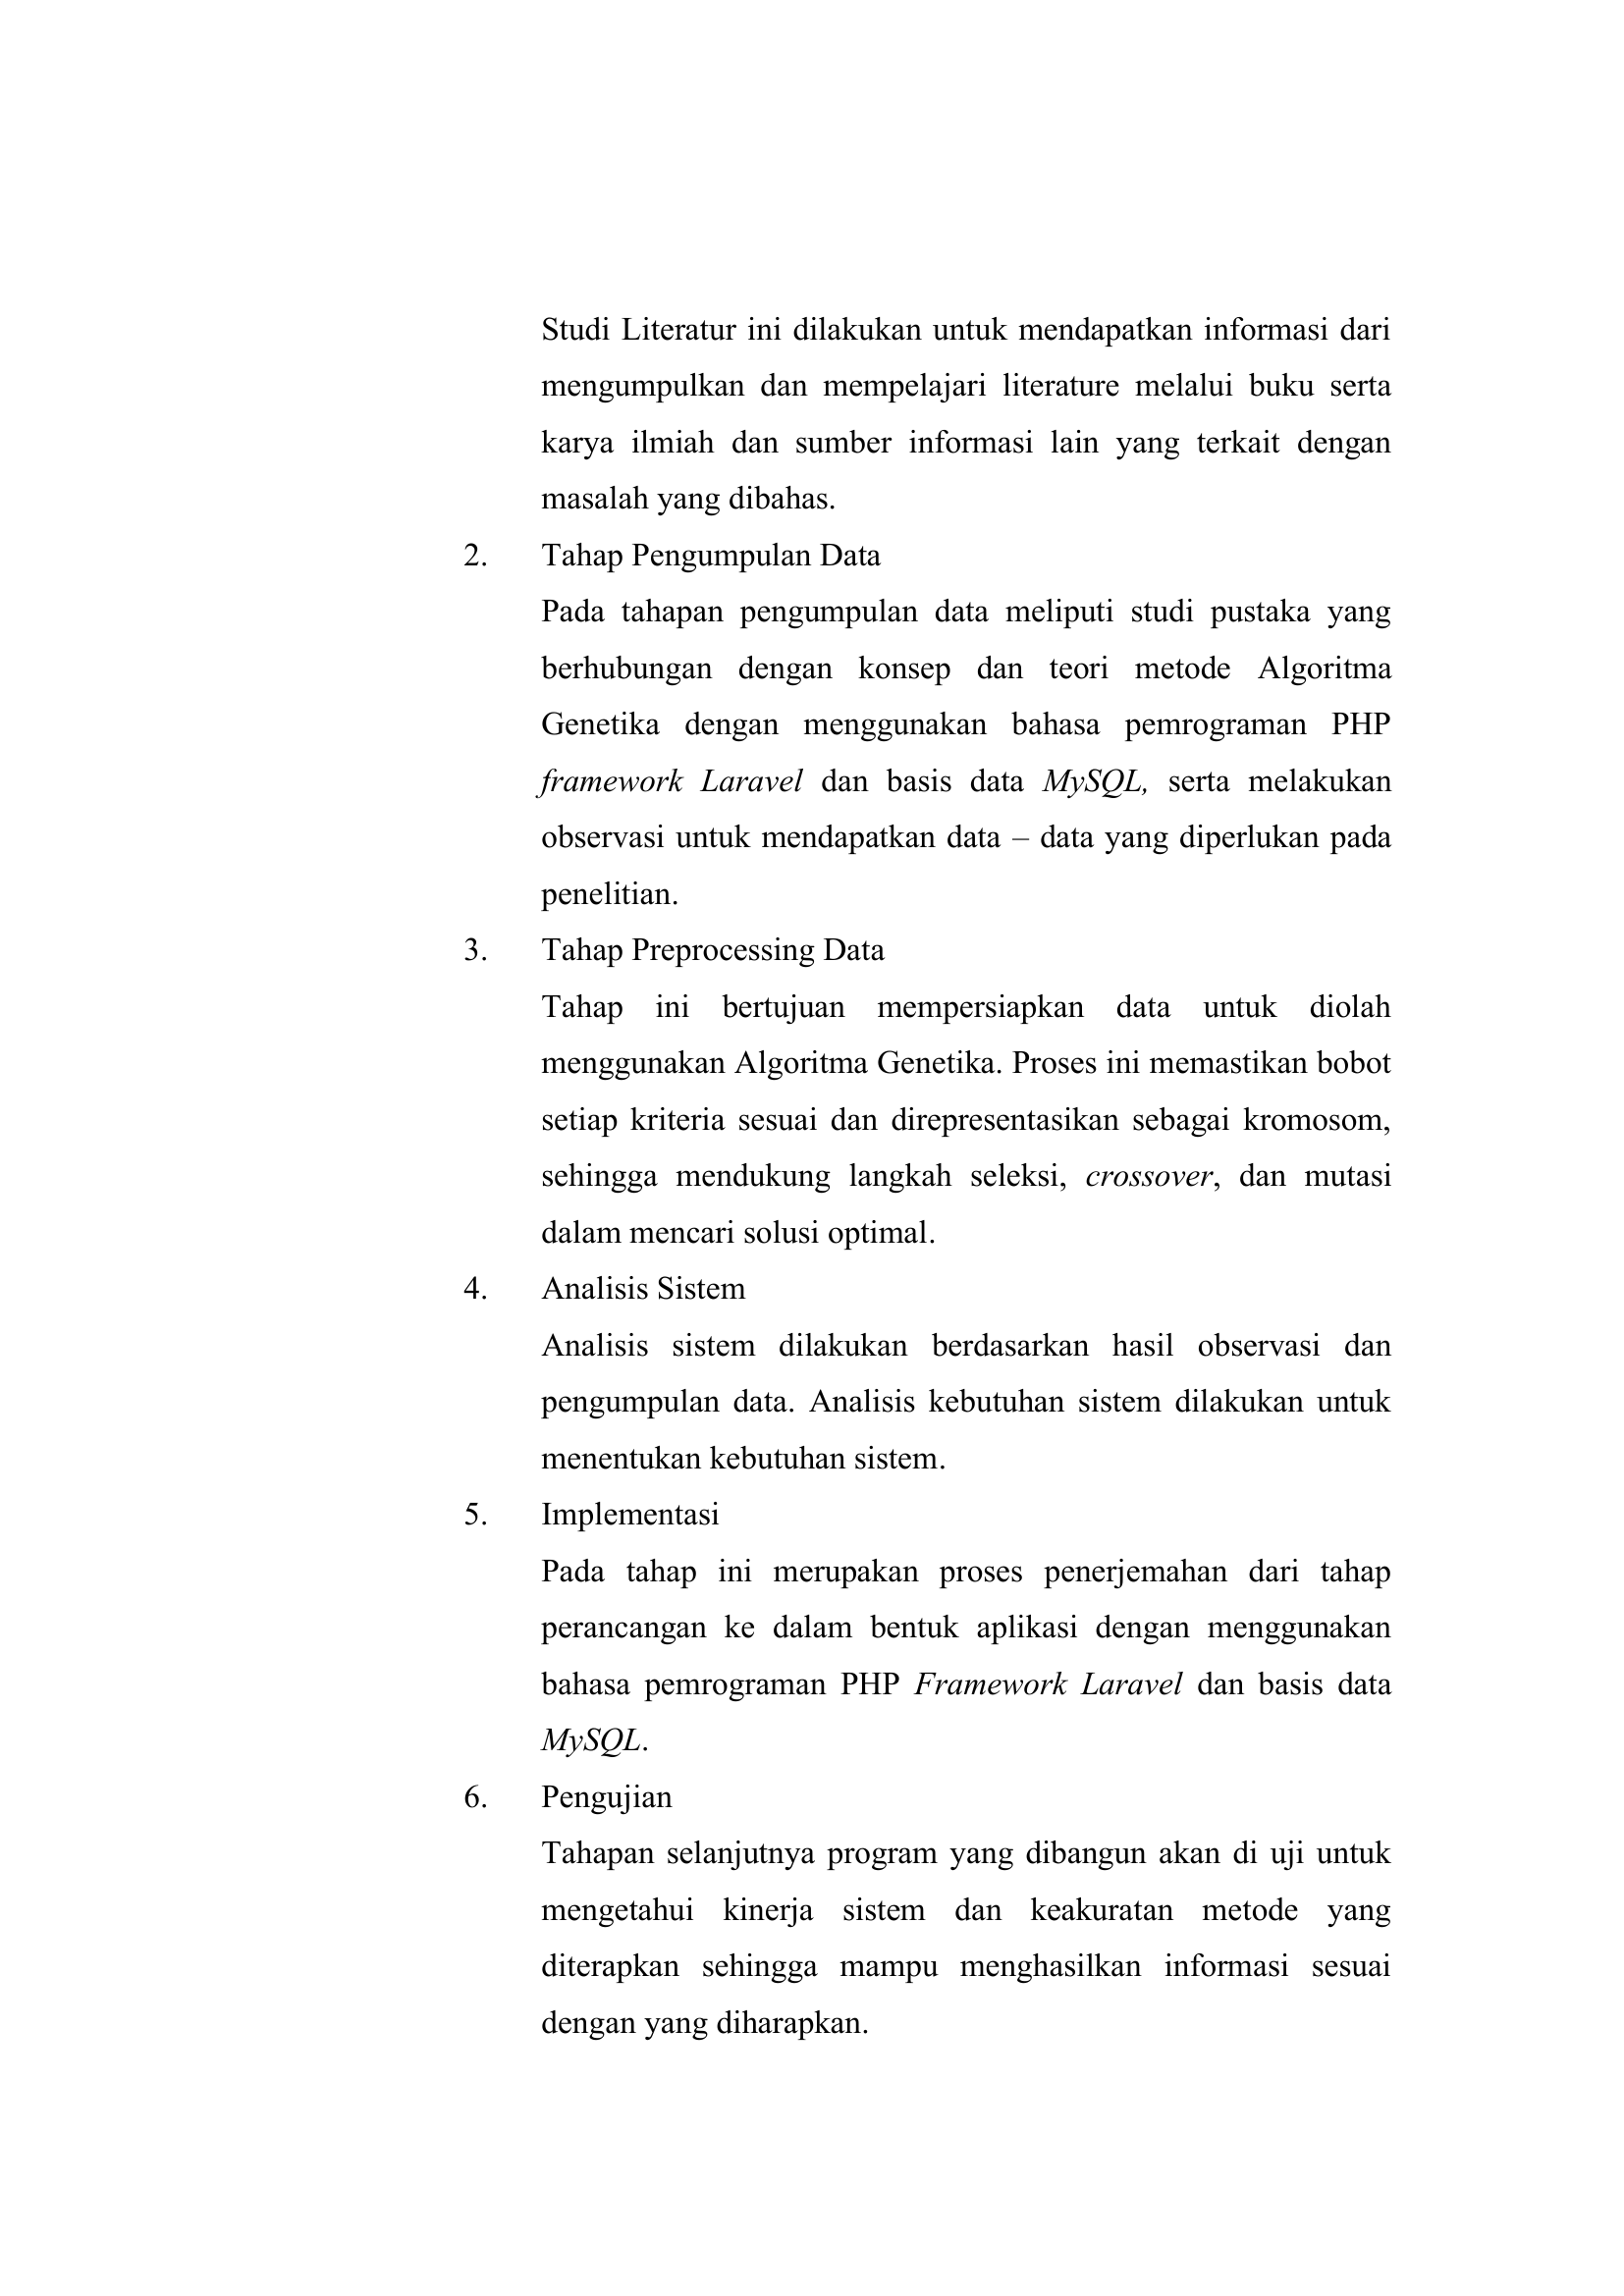 Studi Literatur ini dilakukan untuk mendapatkan informasi dari
mengumpulkan dan mempelajari literature melalui buku serta
karya ilmiah dan sumber informasi lain yang terkait dengan
masalah yang dibahas.
2. Tahap Pengumpulan Data
Pada tahapan pengumpulan data meliputi studi pustaka yang
berhubungan dengan konsep dan teori metode Algoritma
Genetika dengan menggunakan bahasa pemrograman PHP
framework Laravel dan basis data MySQL, serta melakukan
observasi untuk mendapatkan data – data yang diperlukan pada
penelitian.
3. Tahap Preprocessing Data
Tahap ini bertujuan mempersiapkan data untuk diolah
menggunakan Algoritma Genetika. Proses ini memastikan bobot
setiap kriteria sesuai dan direpresentasikan sebagai kromosom,
sehingga mendukung langkah seleksi, crossover, dan mutasi
dalam mencari solusi optimal.
4. Analisis Sistem
Analisis sistem dilakukan berdasarkan hasil observasi dan
pengumpulan data. Analisis kebutuhan sistem dilakukan untuk
menentukan kebutuhan sistem.
5. Implementasi
Pada tahap ini merupakan proses penerjemahan dari tahap
perancangan ke dalam bentuk aplikasi dengan menggunakan
bahasa pemrograman PHP Framework Laravel dan basis data
MySQL.
6. Pengujian
Tahapan selanjutnya program yang dibangun akan di uji untuk
mengetahui kinerja sistem dan keakuratan metode yang
diterapkan sehingga mampu menghasilkan informasi sesuai
dengan yang diharapkan.